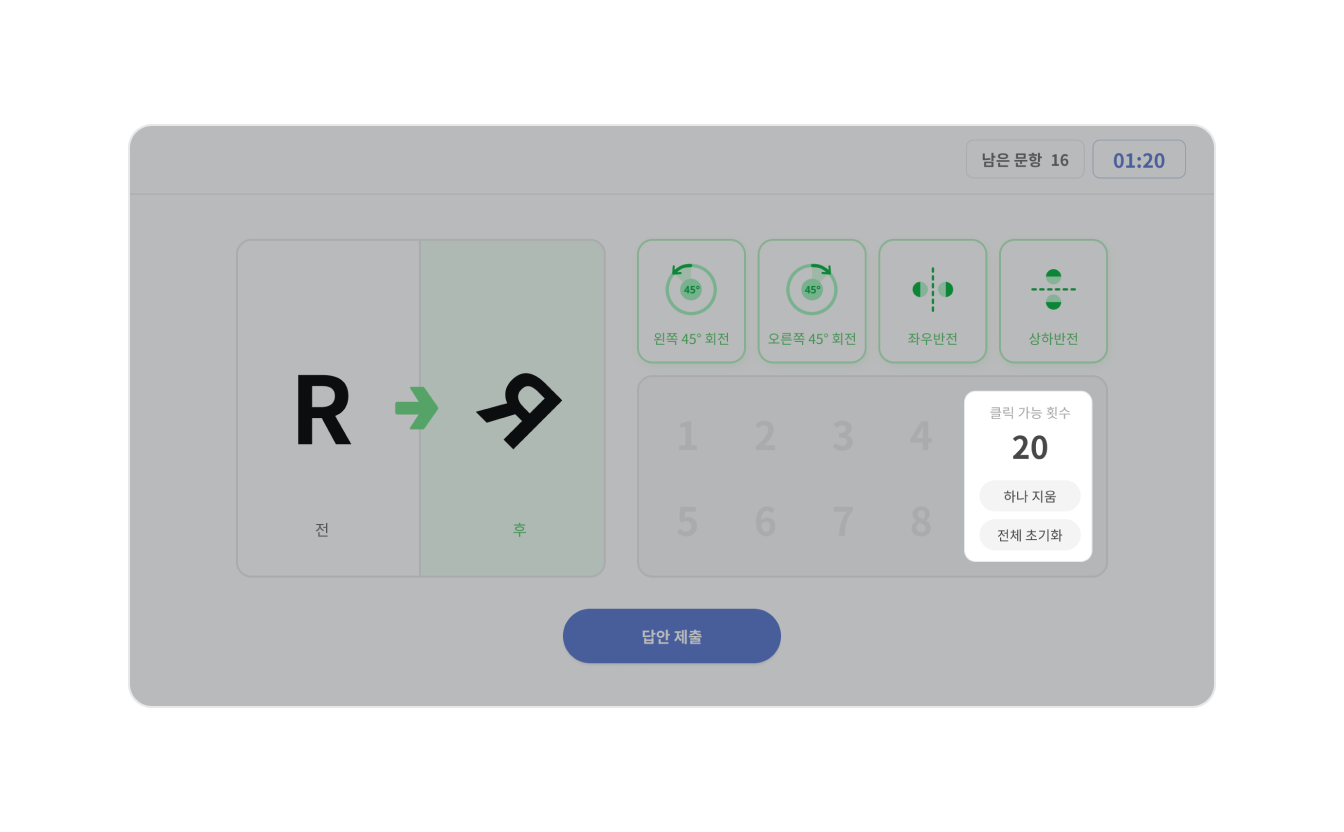 남은 문항 16
01:20
R
R
전
후
45°
왼쪽 45° 회전
45°
오른쪽 45° 회전
좌우반전
상하반전
1 2 3 4
5 6 7 8
클릭 가능 횟수
20
하나 지움
전체 초기화
답안 제출